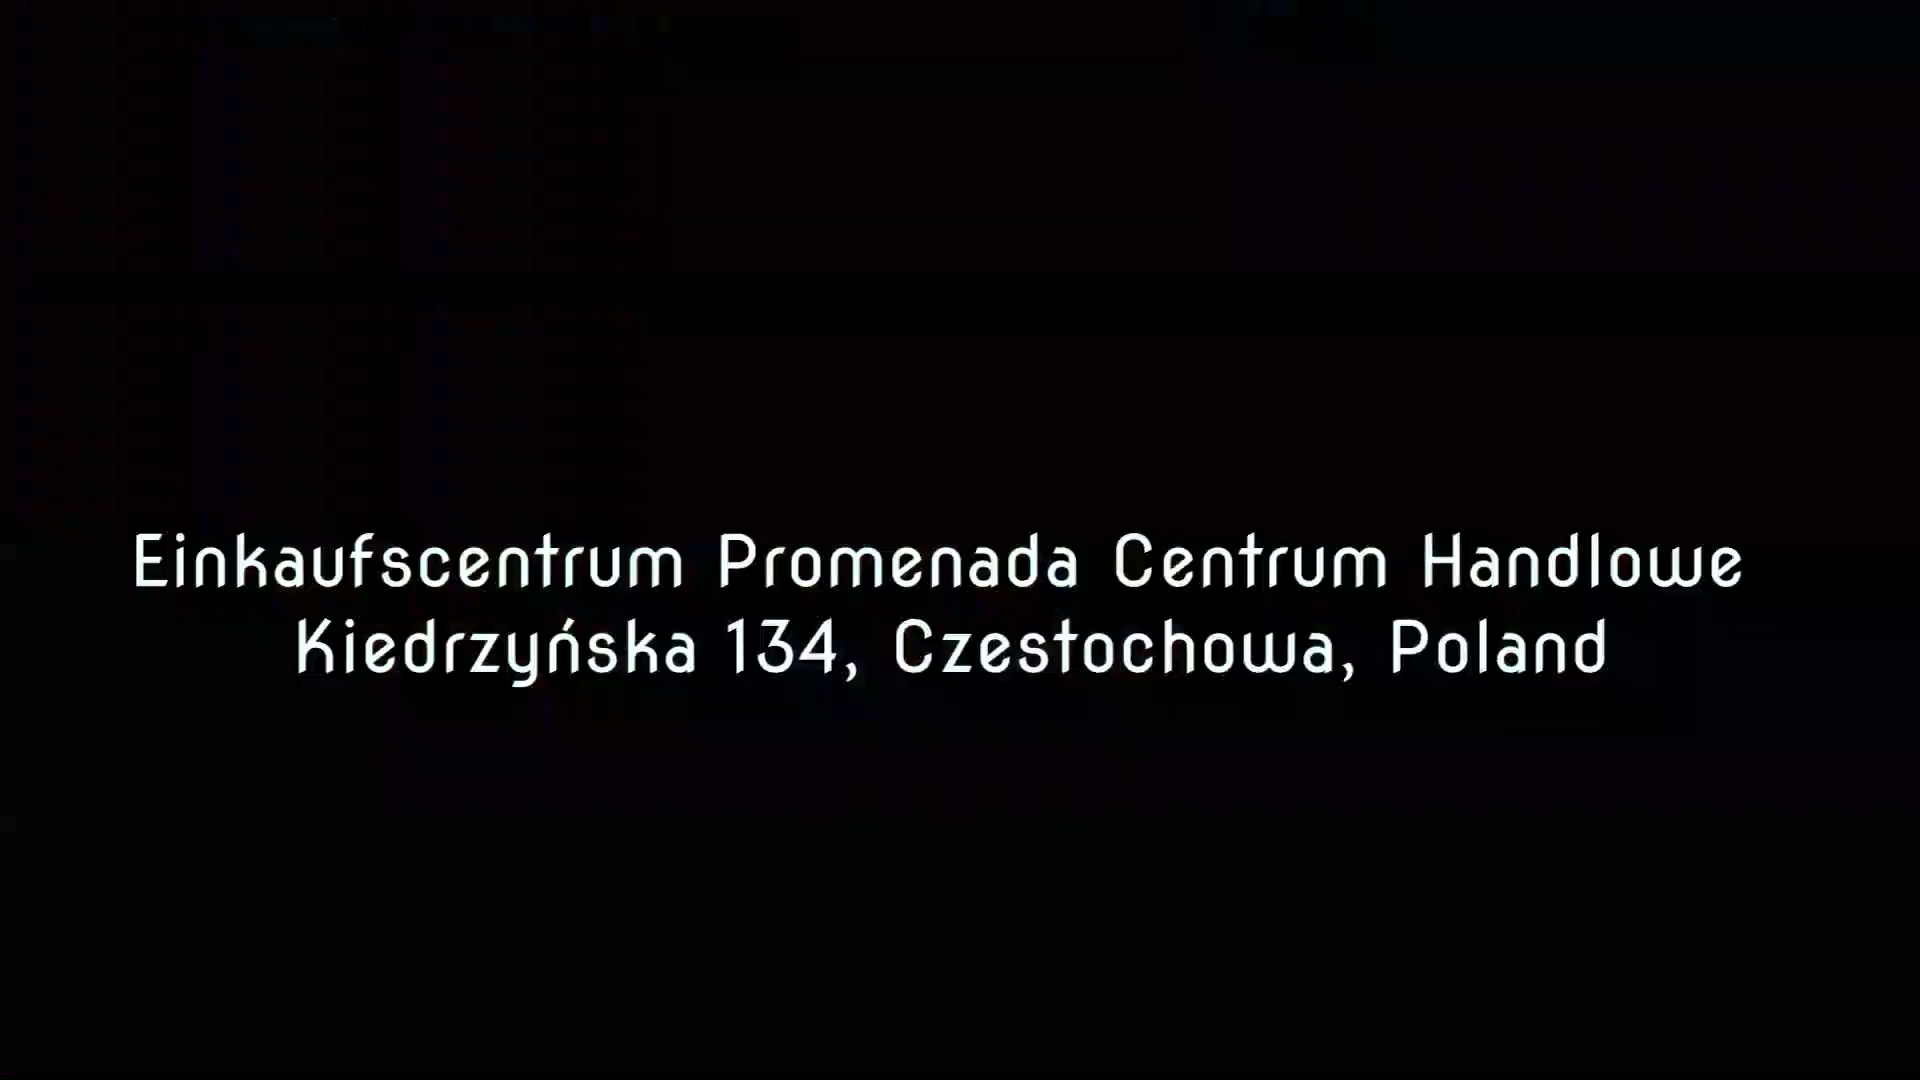 Einkaufscentrum Promenada Centrum Handlowe
Kiedrzyńska 134, Czestochowa, Poland